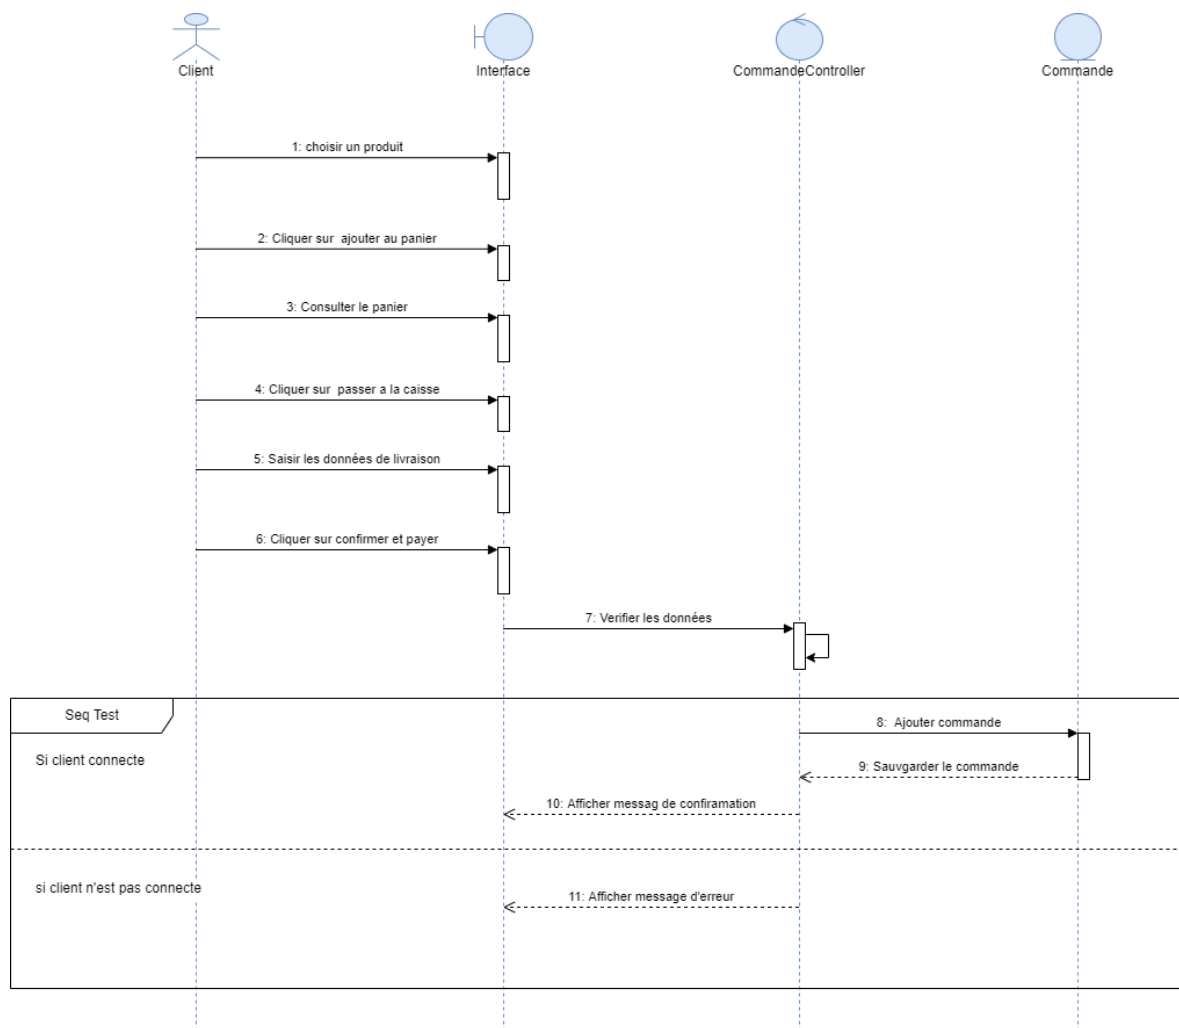 Client
Interface
CommandeController
Commande
1: choisir un produit
2: Cliquer sur  ajouter au panier
3: Consulter le panier
4: Cliquer sur  passer a la caisse
5: Saisir les données de livraison
6: Cliquer sur confirmer et payer
7: Verifier les données
Seq Test
8:  Ajouter commande
Si client connecte
9: Sauvgarder le commande
10: Afficher messag de confiramation
si client n'est pas connecte
11: Afficher message d'erreur